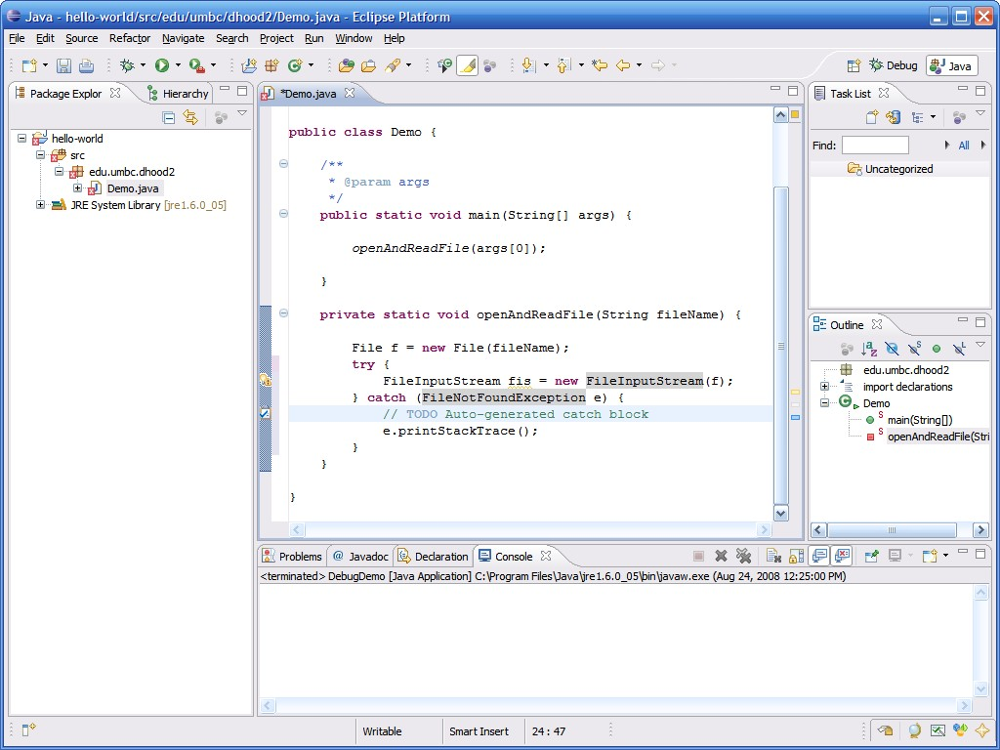 Java - hello-world/src/edu/umbc/dhood2/Demo.java - Eclipse Platform
File Edit Source Refactor Navigate Search Project Run Window Help
Debug Java
Package Explor Hierarchy
hello-world
src
edu.umbc.dhood2
Demo.java
JRE System Library [jre1.6.0_05]
*Demo.java
public class Demo {
/**
* @param args
*/
public static void main(String[] args) {
openAndReadFile(args[0]);
}
private static void openAndReadFile(String fileName) {
File f = new File(fileName);
try {
FileInputStream fis = new FileInputStream(f);
} catch (FileNotFoundException e) {
// TODO Auto-generated catch block
e.printStackTrace();
}
}
}
Task List
Find: All
Uncategorized
Outline
edu.umbc.dhood2
import declarations
Demo
main(String[])
openAndReadFile(Stri
Problems Javadoc Declaration Console
<terminated> DebugDemo [Java Application] C:\Program Files\Java\jre1.6.0_05\bin\javaw.exe (Aug 24, 2008 12:25:00 PM)
Writable Smart Insert 24 : 47